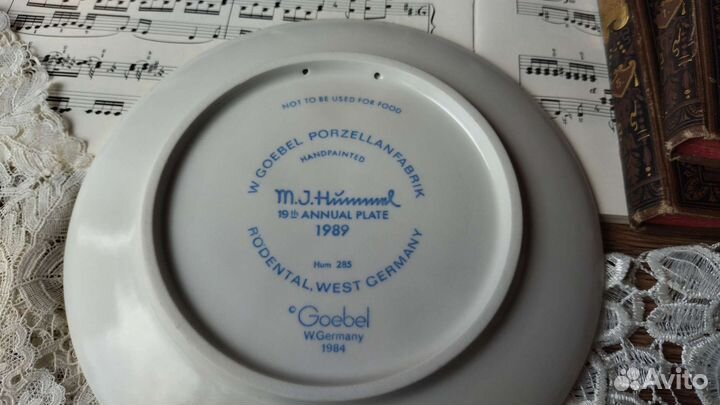 NOT TO BE USED FOR FOOD
W. GOEBEL PORZELLANFABRIK
HANDPAINTED
M.J.Hummel
19th ANNUAL PLATE
1989
Hum 285
RÖDENTAL, WEST GERMANY
©Goebel
W.Germany
1984
Avito